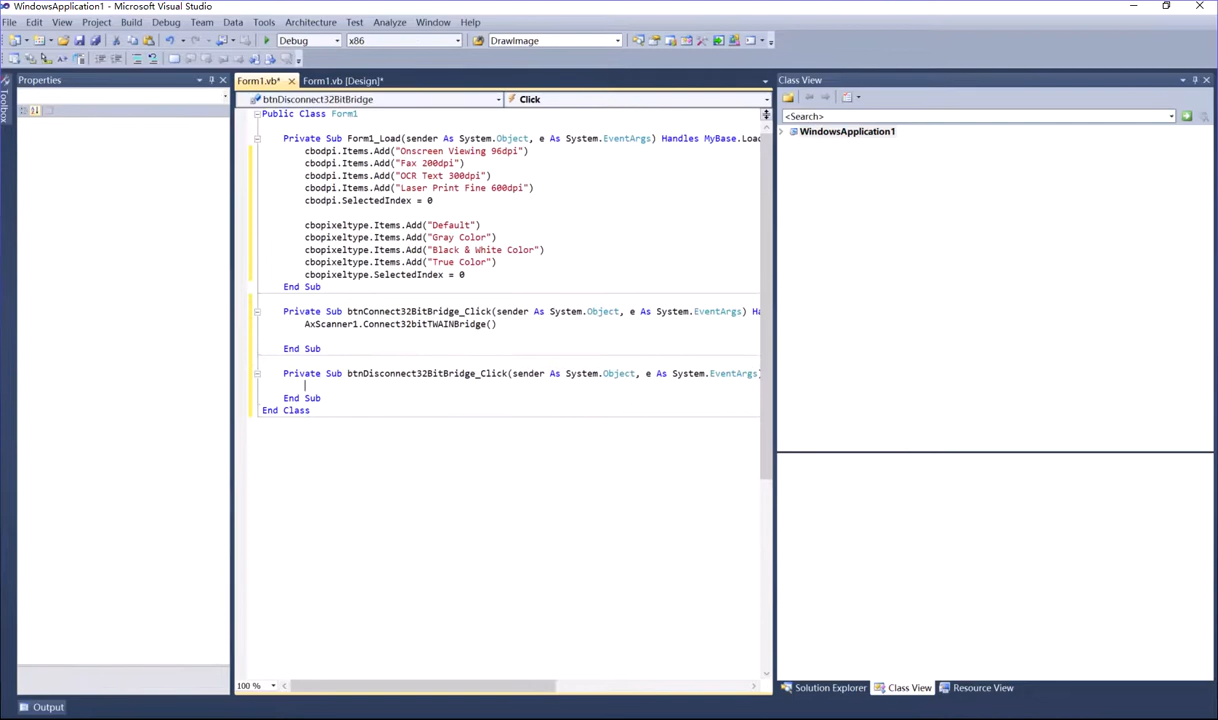 WindowsApplication1 - Microsoft Visual Studio
File Edit View Project Build Debug Team Data Tools Architecture Test Analyze Window Help
Debug x86 DrawImage
Properties
Form1.vb* Form1.vb [Design]*
Class View
btnDisconnect32BitBridge Click
<Search>
WindowsApplication1
Toolbox
Public Class Form1
Private Sub Form1_Load(sender As System.Object, e As System.EventArgs) Handles MyBase.Load
cbodpi.Items.Add("Onscreen Viewing 96dpi")
cbodpi.Items.Add("Fax 200dpi")
cbodpi.Items.Add("OCR Text 300dpi")
cbodpi.Items.Add("Laser Print Fine 600dpi")
cbodpi.SelectedIndex = 0
cbopixeltype.Items.Add("Default")
cbopixeltype.Items.Add("Gray Color")
cbopixeltype.Items.Add("Black & White Color")
cbopixeltype.Items.Add("True Color")
cbopixeltype.SelectedIndex = 0
End Sub
Private Sub btnConnect32BitBridge_Click(sender As System.Object, e As System.EventArgs) Ha
AxScanner1.Connect32bitTWAINBridge()
End Sub
Private Sub btnDisconnect32BitBridge_Click(sender As System.Object, e As System.EventArgs)
End Sub
End Class
100 %
Solution Explorer Class View Resource View
Output